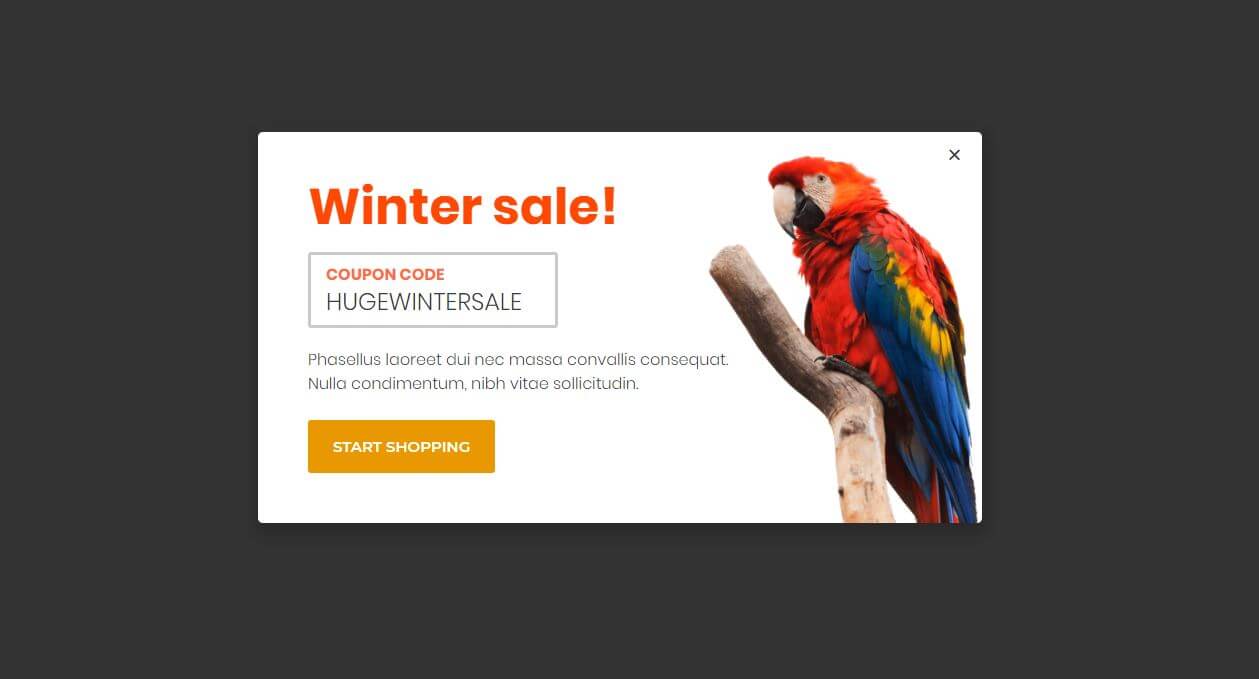 Winter sale!
COUPON CODE
HUGEWINTERSALE
Phasellus laoreet dui nec massa convallis consequat.
Nulla condimentum, nibh vitae sollicitudin.
START SHOPPING